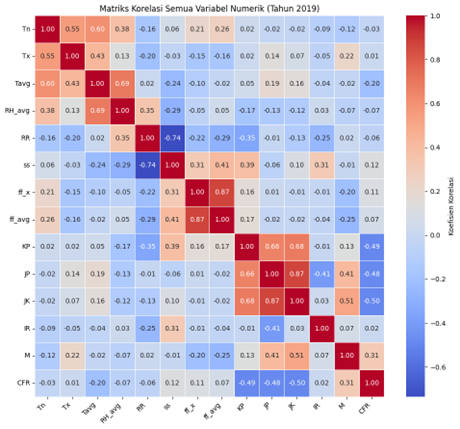 Matriks Korelasi Semua Variabel Numerik (Tahun 2019)
Tn 1.00 0.55 0.60 0.38 -0.16 0.06 0.21 0.26 0.02 -0.02 -0.02 -0.09 -0.12 -0.03
Tx 0.55 1.00 0.43 0.13 -0.20 -0.03 -0.15 -0.16 0.02 0.14 0.07 -0.05 0.22 0.01
Tavg 0.60 0.43 1.00 0.69 0.02 -0.24 -0.10 -0.02 0.05 0.19 0.16 -0.04 -0.02 -0.20
RH_avg 0.38 0.13 0.69 1.00 0.35 -0.29 -0.05 0.05 -0.17 -0.13 -0.12 0.03 -0.07 -0.07
RR -0.16 -0.20 0.02 0.35 1.00 -0.74 -0.22 -0.29 -0.35 -0.01 -0.13 -0.25 0.02 -0.06
ss 0.06 -0.03 -0.24 -0.29 -0.74 1.00 0.31 0.41 0.39 -0.06 0.10 0.31 -0.01 0.12
ff_x 0.21 -0.15 -0.10 -0.05 -0.22 0.31 1.00 0.87 0.16 0.01 -0.01 -0.01 -0.20 0.11
ff_avg 0.26 -0.16 -0.02 0.05 -0.29 0.41 0.87 1.00 0.17 -0.02 -0.02 -0.04 -0.25 0.07
KP 0.02 0.02 0.05 -0.17 -0.35 0.39 0.16 0.17 1.00 0.66 0.68 -0.01 0.13 -0.49
JP -0.02 0.14 0.19 -0.13 -0.01 -0.06 0.01 -0.02 0.66 1.00 0.87 -0.41 0.41 -0.48
JK -0.02 0.07 0.16 -0.12 -0.13 0.10 -0.01 -0.02 0.68 0.87 1.00 0.03 0.51 -0.50
IR -0.09 -0.05 -0.04 0.03 -0.25 0.31 -0.01 -0.04 -0.01 -0.41 0.03 1.00 0.07 0.02
M -0.12 0.22 -0.02 -0.07 0.02 -0.01 -0.20 -0.25 0.13 0.41 0.51 0.07 1.00 0.31
CFR -0.03 0.01 -0.20 -0.07 -0.06 0.12 0.11 0.07 -0.49 -0.48 -0.50 0.02 0.31 1.00
Tn Tx Tavg RH_avg RR ss ff_x ff_avg KP JP JK IR M CFR
1.0
0.8
0.6
0.4
0.2
0.0
-0.2
-0.4
-0.6
Koefisien Korelasi